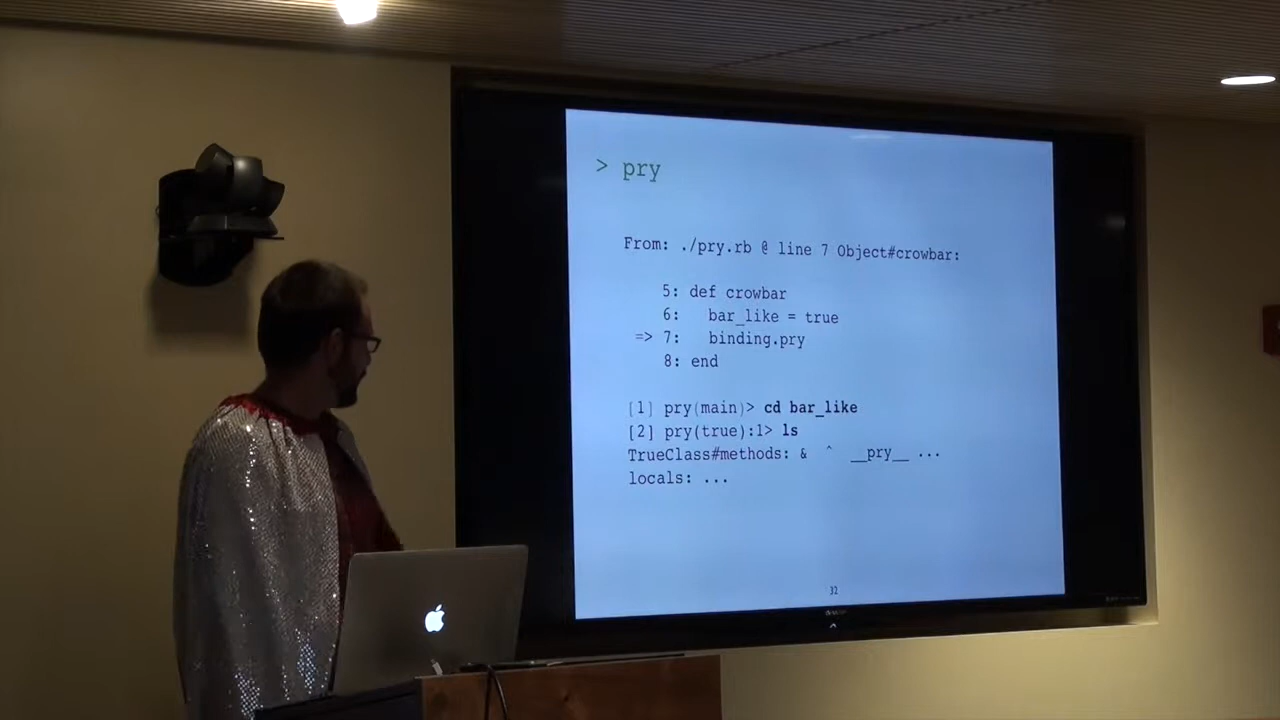 > pry
From: ./pry.rb @ line 7 Object#crowbar:
5: def crowbar
6: bar_like = true
=> 7: binding.pry
8: end
[1] pry(main)> cd bar_like
[2] pry(true):1> ls
TrueClass#methods: & ^ __pry__ ...
locals: ...
32